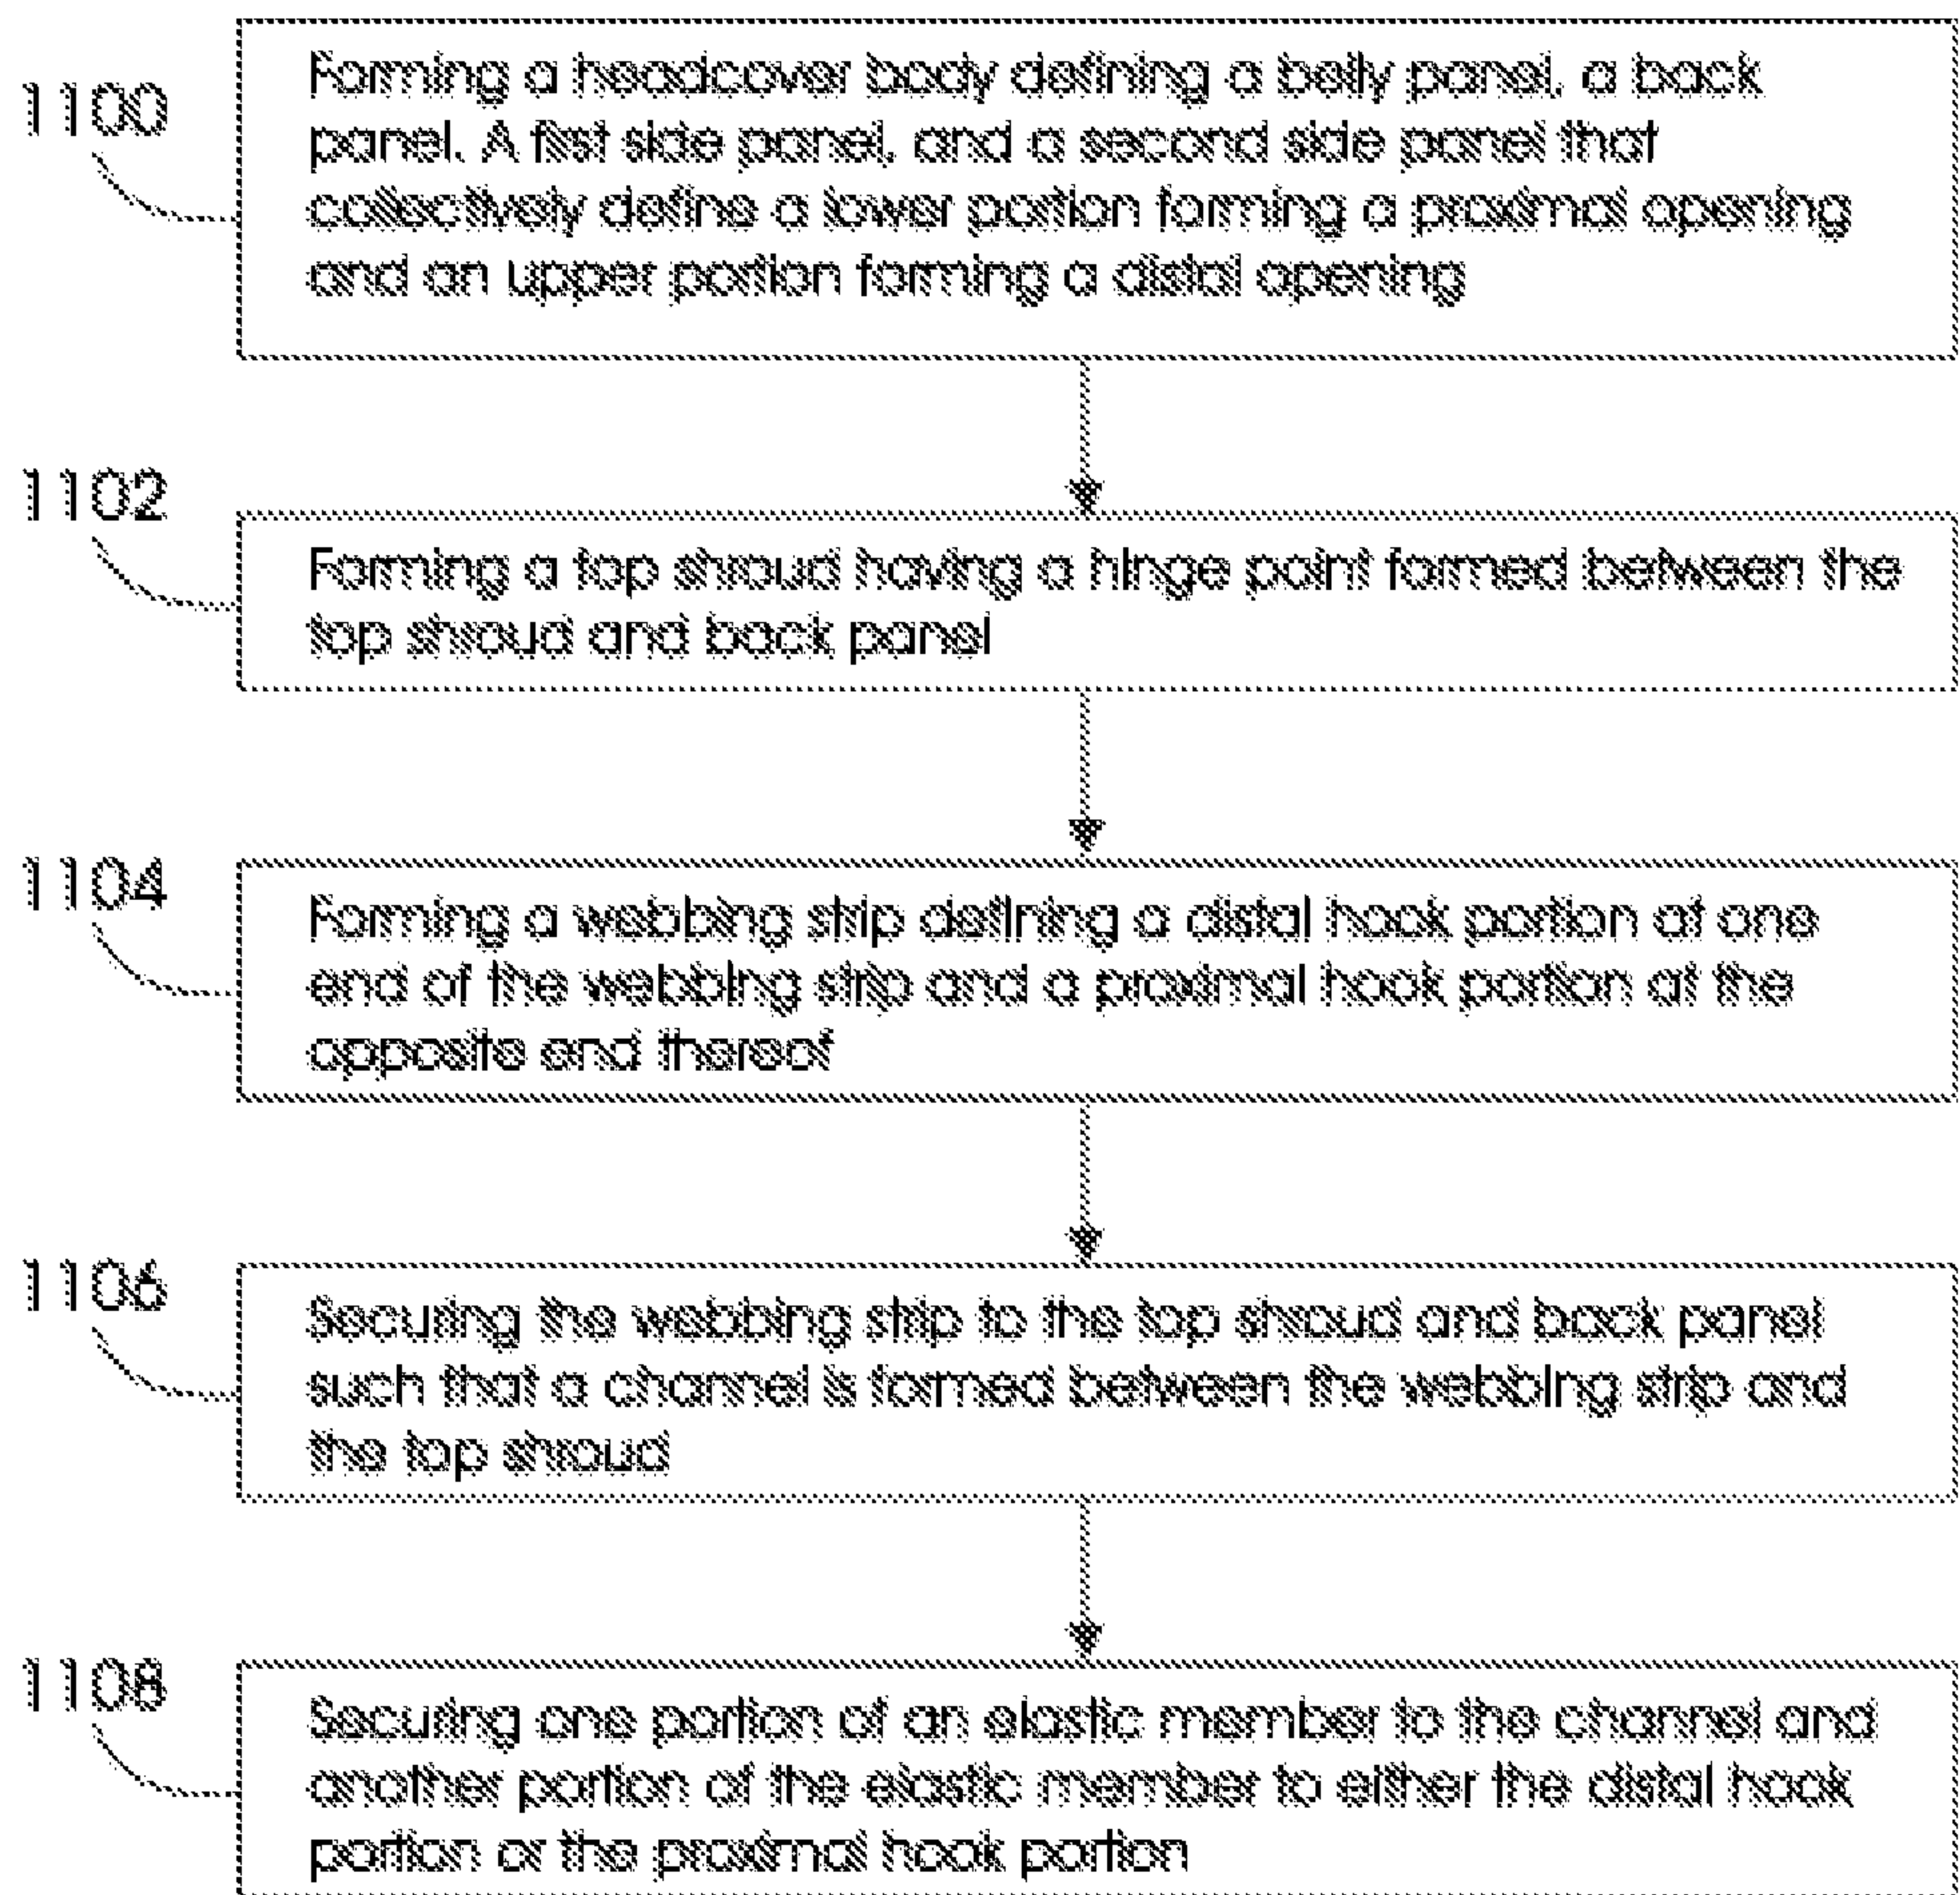 1100
Forming a headcover body defining a belly panel, a back
panel. A first side panel, and a second side panel that
collectively define a lower portion forming a proximal opening
and an upper portion forming a distal opening
1102
Forming a top shroud having a hinge point formed between the
top shroud and back panel
1104
Forming a webbing strip defining a distal hook portion at one
end of the webbing strip and a proximal hook portion at the
opposite end thereof
1106
Securing the webbing strip to the top shroud and back panel
such that a channel is formed between the webbing strip and
the top shroud
1108
Securing one portion of an elastic member to the channel and
another portion of the elastic member to either the distal hook
portion or the proximal hook portion